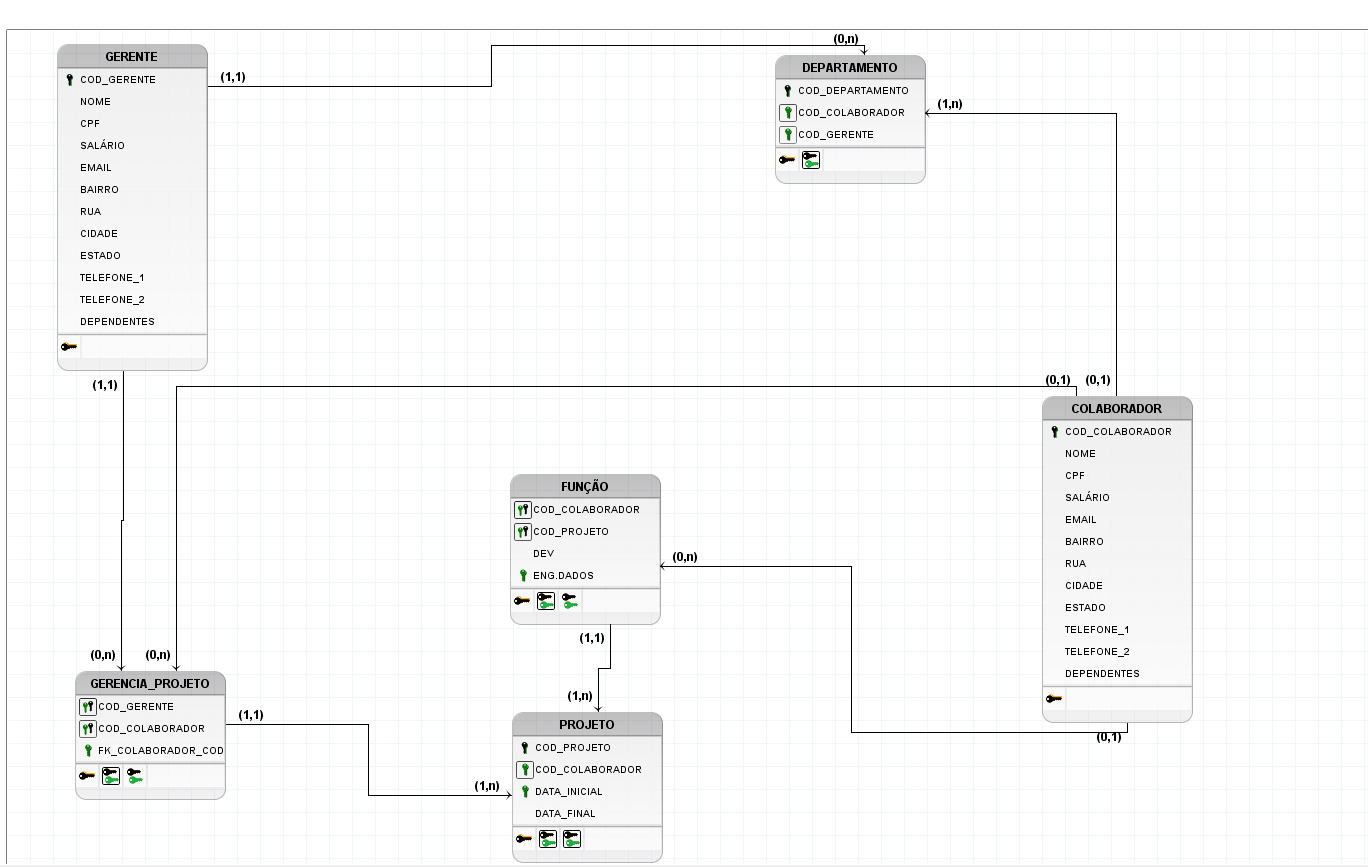 GERENTE
COD_GERENTE
NOME
CPF
SALÁRIO
EMAIL
BAIRRO
RUA
CIDADE
ESTADO
TELEFONE_1
TELEFONE_2
DEPENDENTES
(1,1)
(0,n)
DEPARTAMENTO
COD_DEPARTAMENTO
COD_COLABORADOR
COD_GERENTE
(1,n)
(1,1)
(0,1)
(0,1)
COLABORADOR
COD_COLABORADOR
NOME
CPF
SALÁRIO
EMAIL
BAIRRO
RUA
CIDADE
ESTADO
TELEFONE_1
TELEFONE_2
DEPENDENTES
(0,1)
FUNÇÃO
COD_COLABORADOR
COD_PROJETO
DEV
ENG.DADOS
(0,n)
(1,1)
(0,n)
(0,n)
GERENCIA_PROJETO
COD_GERENTE
COD_COLABORADOR
FK_COLABORADOR_COD
(1,1)
(1,n)
(1,n)
PROJETO
COD_PROJETO
COD_COLABORADOR
DATA_INICIAL
DATA_FINAL